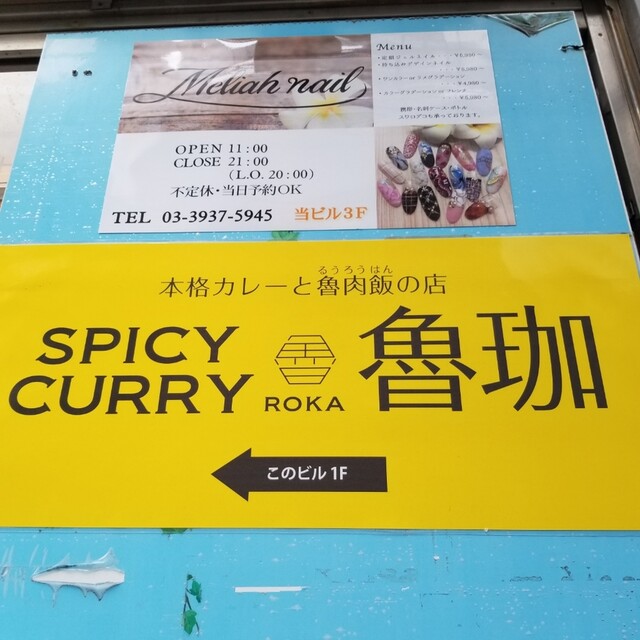 Meliah nail
Menu
OPEN 11:00
CLOSE 21:00
(L.O. 20:00)
不定休・当日予約OK
TEL 03-3937-5945 当ビル3F
るうろうはん
本格カレーと魯肉飯の店
SPICY
CURRY
ROKA
魯珈
このビル1F